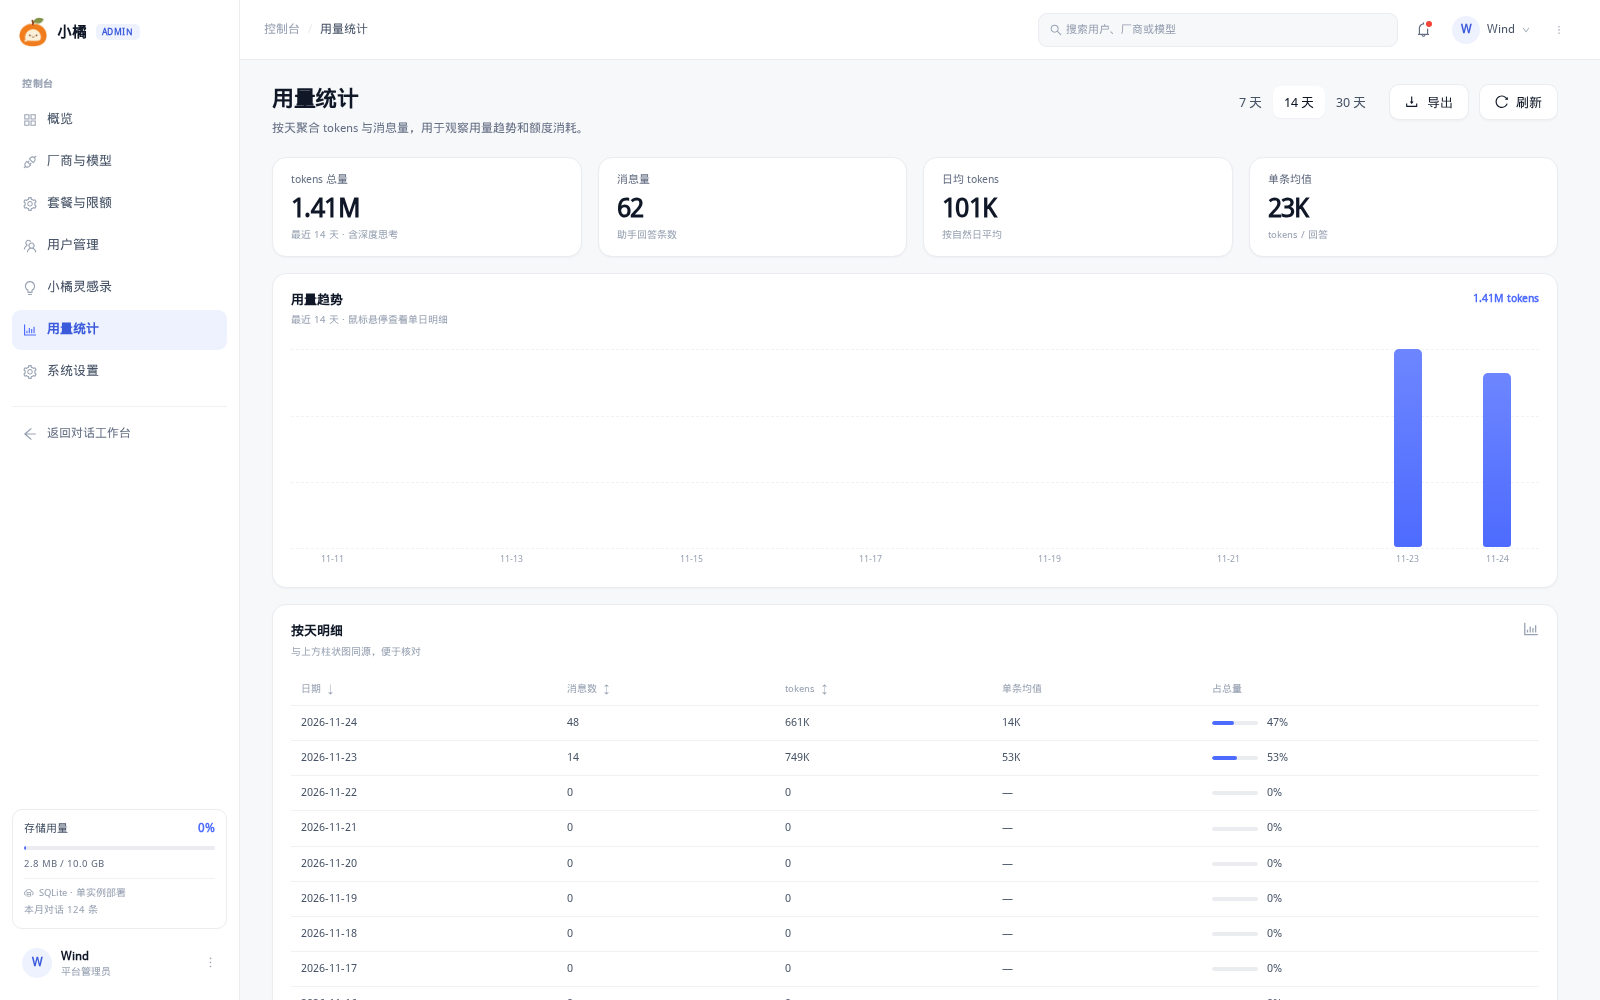 小橘 ADMIN
控制台
概览
厂商与模型
套餐与限额
用户管理
小橘灵感录
用量统计
系统设置
返回对话工作台
存储用量 0%
2.8 MB / 10.0 GB
SQLite · 单实例部署
本月对话 124 条
W Wind
平台管理员
控制台 / 用量统计
搜索用户、厂商或模型
W Wind
用量统计
按天聚合 tokens 与消息量，用于观察用量趋势和额度消耗。
7 天 14 天 30 天 导出 刷新
tokens 总量
1.41M
最近 14 天 · 含深度思考
消息量
62
助手回答条数
日均 tokens
101K
按自然日平均
单条均值
23K
tokens / 回答
用量趋势 1.41M tokens
最近 14 天 · 鼠标悬停查看单日明细
11-11 11-13 11-15 11-17 11-19 11-21 11-23 11-24
按天明细
与上方柱状图同源，便于核对
日期 ↓ 消息数 ↕ tokens ↕ 单条均值 占总量
2026-11-24 48 661K 14K 47%
2026-11-23 14 749K 53K 53%
2026-11-22 0 0 — 0%
2026-11-21 0 0 — 0%
2026-11-20 0 0 — 0%
2026-11-19 0 0 — 0%
2026-11-18 0 0 — 0%
2026-11-17 0 0 — 0%